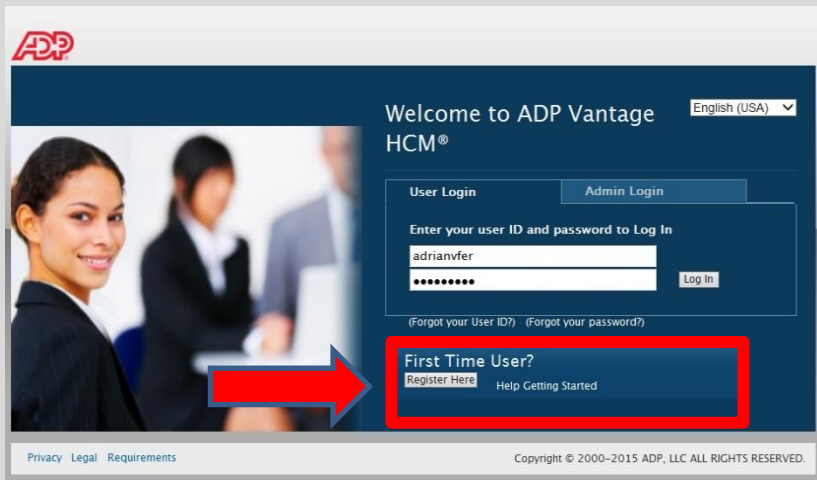 ADP
Welcome to ADP Vantage
HCM®
English (USA)
User Login
Admin Login
Enter your user ID and password to Log In
adrianvfer
•••••••••
Log In
(Forgot your User ID?) (Forgot your password?)
First Time User?
Register Here Help Getting Started
Privacy Legal Requirements
Copyright © 2000-2015 ADP, LLC ALL RIGHTS RESERVED.